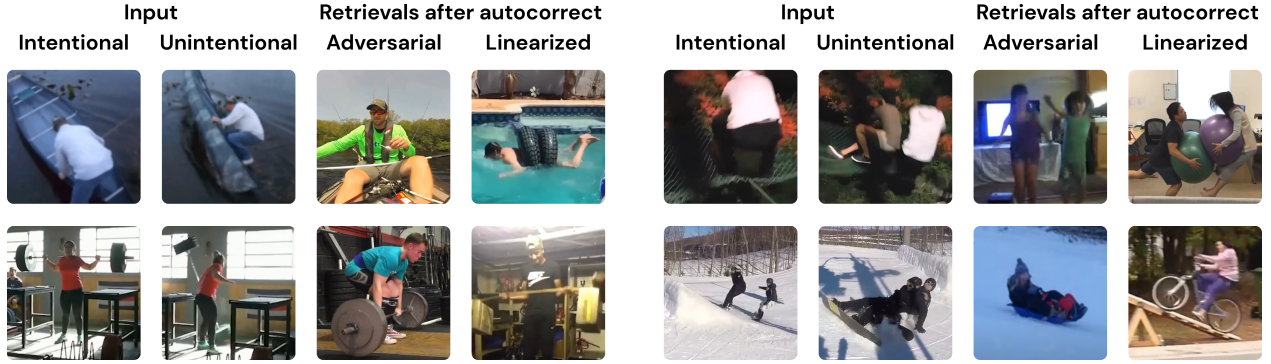 Input Retrievals after autocorrect Input Retrievals after autocorrect
Intentional Unintentional Adversarial Linearized Intentional Unintentional Adversarial Linearized